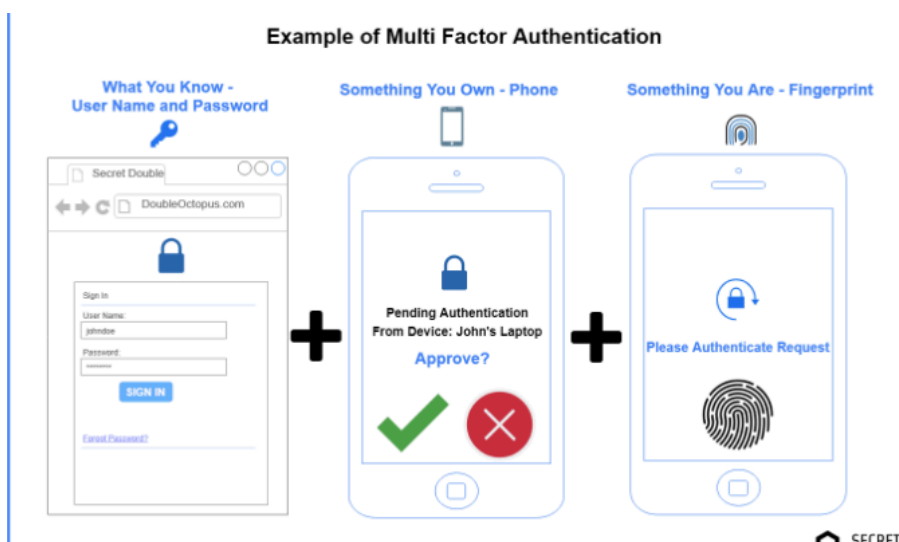 Example of Multi Factor Authentication
What You Know -
User Name and Password
Something You Own - Phone
Something You Are - Fingerprint
Secret Double
DoubleOctopus.com
Sign In
User Name:
johndoe
Password:
SIGN IN
Forgot Password?
Pending Authentication
From Device: John's Laptop
Approve?
Please Authenticate Request
SECRET